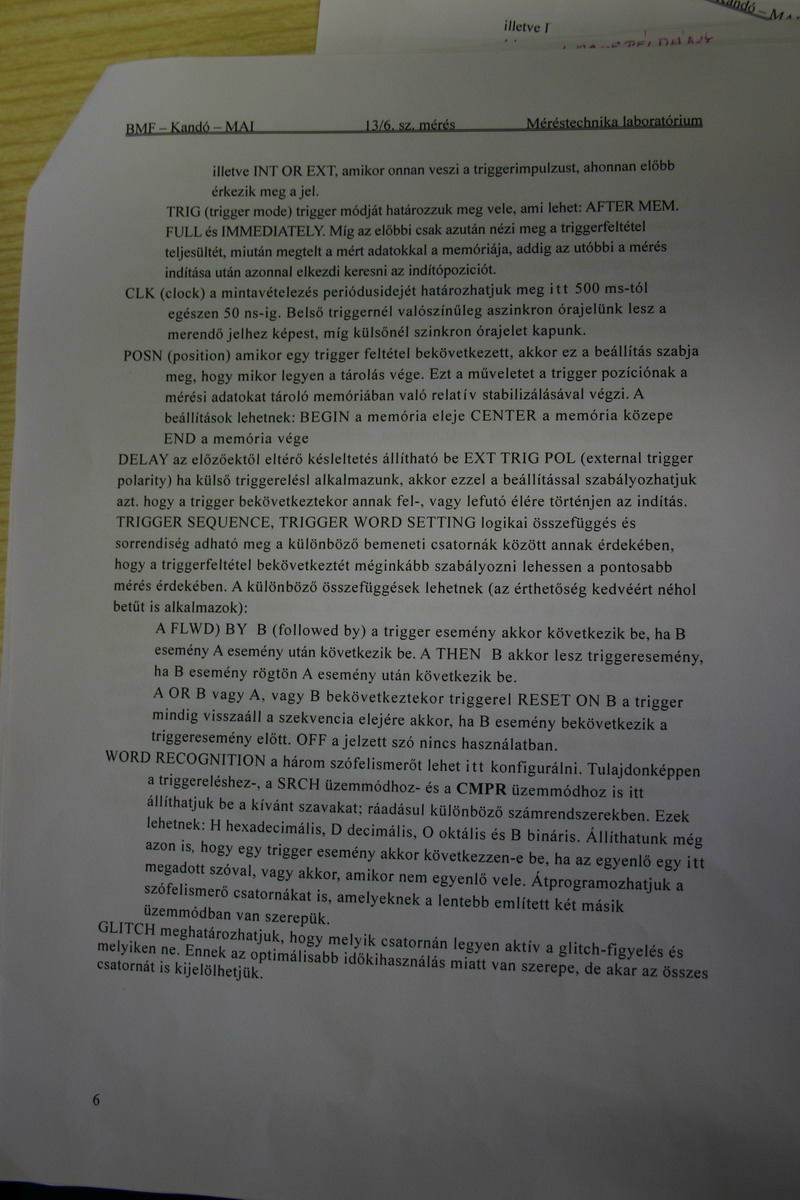 andó – MA
illetve I
PÉLDÁNY
BMF – Kandó – MAI 13/6. sz. mérés Méréstechnika laboratórium
illetve INT OR EXT, amikor onnan veszi a triggerimpulzust, ahonnan előbb
érkezik meg a jel.
TRIG (trigger mode) trigger módját határozzuk meg vele, ami lehet: AFTER MEM.
FULL és IMMEDIATELY. Míg az előbbi csak azután nézi meg a triggerfeltétel
teljesültét, miután megtelt a mért adatokkal a memóriája, addig az utóbbi a mérés
indítása után azonnal elkezdi keresni az indítópozíciót.
CLK (clock) a mintavételezés periódusidejét határozhatjuk meg itt 500 ms-tól
egészen 50 ns-ig. Belső triggernél valószínűleg aszinkron órajelünk lesz a
merendő jelhez képest, míg külsőnél szinkron órajelet kapunk.
POSN (position) amikor egy trigger feltétel bekövetkezett, akkor ez a beállítás szabja
meg, hogy mikor legyen a tárolás vége. Ezt a műveletet a trigger pozíciónak a
mérési adatokat tároló memóriában való relatív stabilizálásával végzi. A
beállítások lehetnek: BEGIN a memória eleje CENTER a memória közepe
END a memória vége
DELAY az előzőektől eltérő késleltetés állítható be EXT TRIG POL (external trigger
polarity) ha külső triggerelésl alkalmazunk, akkor ezzel a beállítással szabályozhatjuk
azt. hogy a trigger bekövetkeztekor annak fel-, vagy lefutó élére történjen az indítás.
TRIGGER SEQUENCE, TRIGGER WORD SETTING logikai összefüggés és
sorrendiség adható meg a különböző bemeneti csatornák között annak érdekében,
hogy a triggerfeltétel bekövetkeztét méginkább szabályozni lehessen a pontosabb
mérés érdekében. A különböző összefüggések lehetnek (az érthetőség kedvéért néhol
betűt is alkalmazok):
A FLWD) BY B (followed by) a trigger esemény akkor következik be, ha B
esemény A esemény után következik be. A THEN B akkor lesz triggeresemény,
ha B esemény rögtön A esemény után következik be.
A OR B vagy A, vagy B bekövetkeztekor triggerel RESET ON B a trigger
mindig visszaáll a szekvencia elejére akkor, ha B esemény bekövetkezik a
triggeresemény előtt. OFF a jelzett szó nincs használatban.
WORD RECOGNITION a három szófelismerőt lehet itt konfigurálni. Tulajdonképpen
a triggereléshez-, a SRCH üzemmódhoz- és a CMPR üzemmódhoz is itt
állíthatjuk be a kívánt szavakat; ráadásul különböző számrendszerekben. Ezek
lehetnek: H hexadecimális, D decimális, O oktális és B bináris. Állíthatunk még
azon is, hogy egy trigger esemény akkor következzen-e be, ha az egyenlő egy itt
megadott szóval, vagy akkor, amikor nem egyenlő vele. Átprogramozhatjuk a
szófelismerő csatornákat is, amelyeknek a lentebb említett két másik
üzemmódban van szerepük.
GLITCH meghatározhatjuk, hogy melyik csatornán legyen aktív a glitch-figyelés és
melyiken ne. Ennek az optimálisabb időkihasználás miatt van szerepe, de akar az összes
csatornát is kijelölhetjük.
6